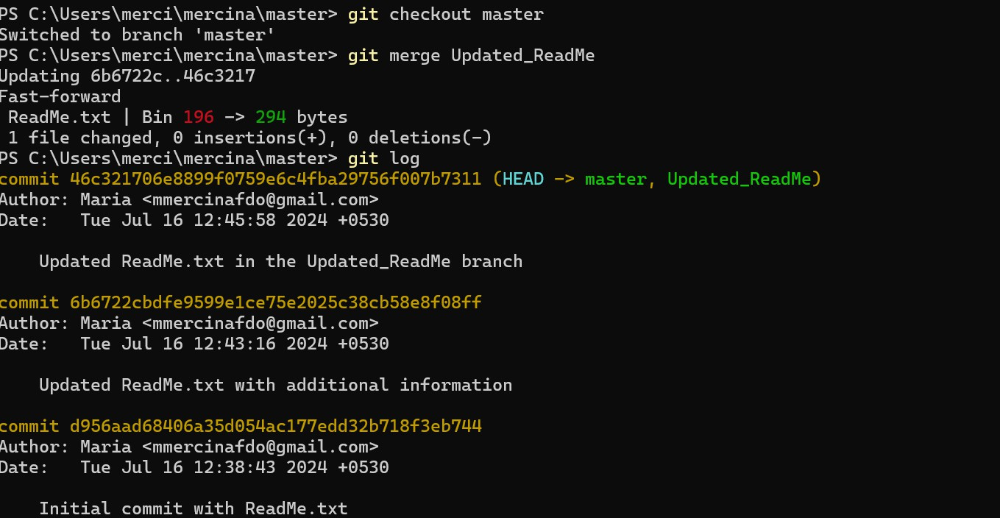 PS C:\Users\merci\mercina\master> git checkout master
Switched to branch 'master'
PS C:\Users\merci\mercina\master> git merge Updated_ReadMe
Updating 6b6722c..46c3217
Fast-forward
 ReadMe.txt | Bin 196 -> 294 bytes
 1 file changed, 0 insertions(+), 0 deletions(-)
PS C:\Users\merci\mercina\master> git log
commit 46c321706e8899f0759e6c4fba29756f007b7311 (HEAD -> master, Updated_ReadMe)
Author: Maria <mmercinafdo@gmail.com>
Date:   Tue Jul 16 12:45:58 2024 +0530
    Updated ReadMe.txt in the Updated_ReadMe branch
commit 6b6722cbdfe9599e1ce75e2025c38cb58e8f08ff
Author: Maria <mmercinafdo@gmail.com>
Date:   Tue Jul 16 12:43:16 2024 +0530
    Updated ReadMe.txt with additional information
commit d956aad68406a35d054ac177edd32b718f3eb744
Author: Maria <mmercinafdo@gmail.com>
Date:   Tue Jul 16 12:38:43 2024 +0530
    Initial commit with ReadMe.txt